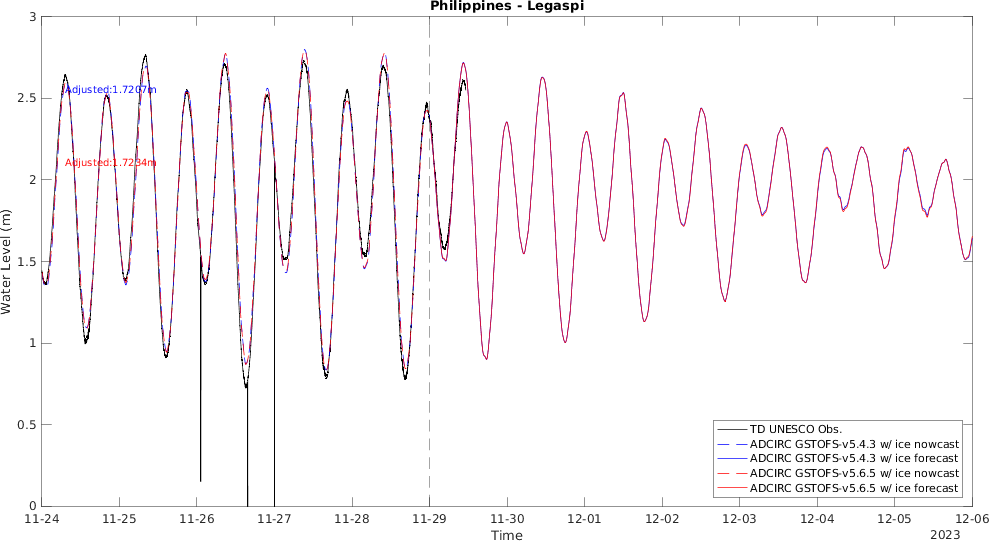 Philippines - Legaspi
3
2.5
2
1.5
1
0.5
0
Water Level (m)
Adjusted:1.7207m
Adjusted:1.7234m
TD UNESCO Obs.
ADCIRC GSTOFS-v5.4.3 w/ ice nowcast
ADCIRC GSTOFS-v5.4.3 w/ ice forecast
ADCIRC GSTOFS-v5.6.5 w/ ice nowcast
ADCIRC GSTOFS-v5.6.5 w/ ice forecast
11-24 11-25 11-26 11-27 11-28 11-29 11-30 12-01 12-02 12-03 12-04 12-05 12-06
Time
2023